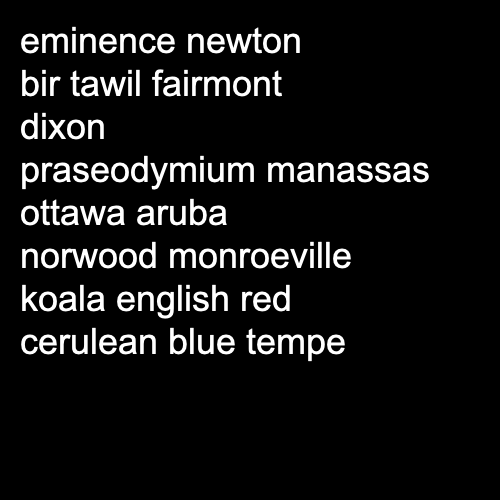 eminence newton
bir tawil fairmont
dixon
praseodymium manassas
ottawa aruba
norwood monroeville
koala english red
cerulean blue tempe